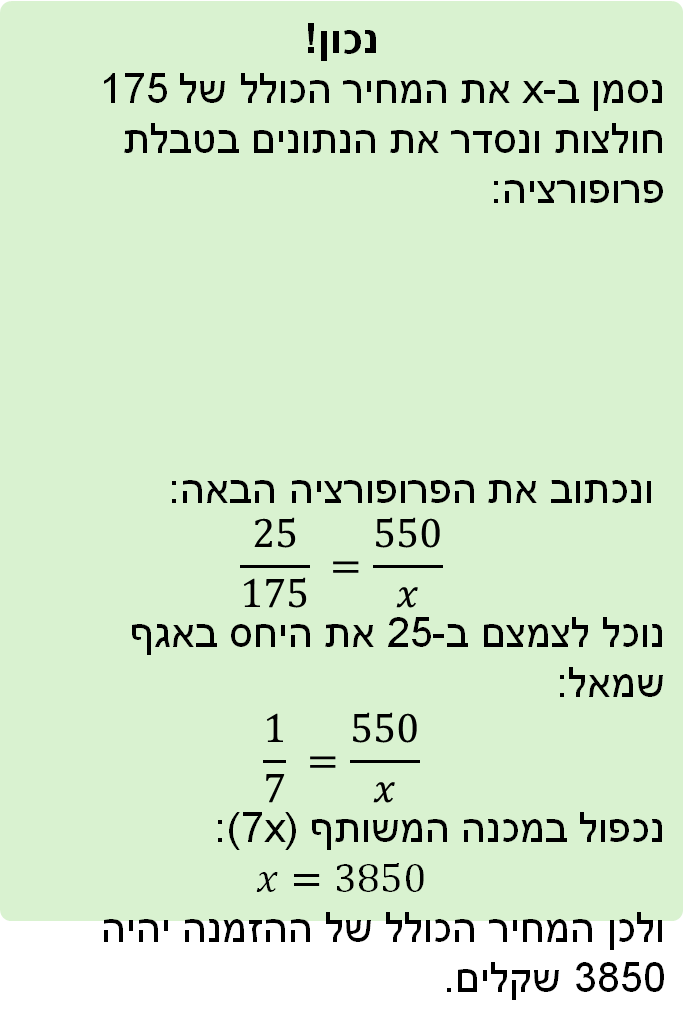 נכון!
נסמן ב-x את המחיר הכולל של 175
חולצות ונסדר את הנתונים בטבלת
פרופורציה:
ונכתוב את הפרופורציה הבאה:
25/175 = 550/x
נוכל לצמצם ב-25 את היחס באגף
שמאל:
1/7 = 550/x
נכפול במכנה המשותף (7x):
x = 3850
ולכן המחיר הכולל של ההזמנה יהיה
3850 שקלים.